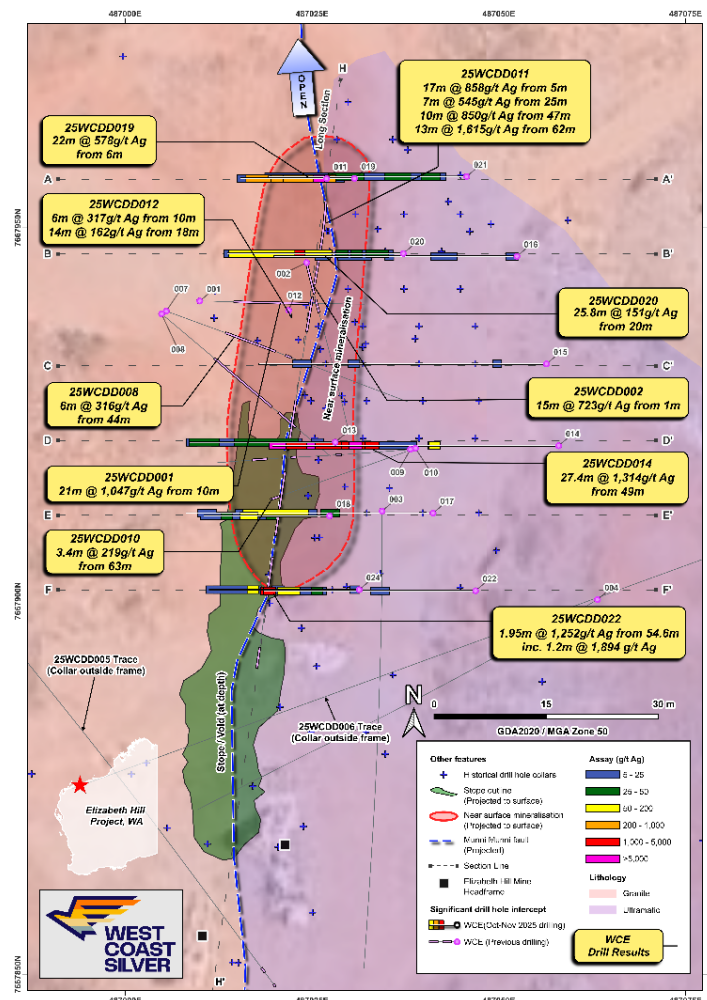 487000E
487025E
487050E
487075E
7667950N
7667900N
7667850N
OPEN
H
Long Section
25WCDD011
17m @ 858g/t Ag from 5m
7m @ 545g/t Ag from 25m
10m @ 850g/t Ag from 47m
13m @ 1,615g/t Ag from 62m
25WCDD019
22m @ 578g/t Ag
from 6m
011
019
021
A
A'
25WCDD012
6m @ 317g/t Ag from 10m
14m @ 162g/t Ag from 18m
B
020
016
B'
002
007
001
012
008
25WCDD020
25.8m @ 151g/t Ag
from 20m
Near surface mineralisation
C
015
C'
25WCDD008
6m @ 316g/t Ag
from 44m
25WCDD002
15m @ 723g/t Ag from 1m
D
013
014
D'
009
010
25WCDD014
27.4m @ 1,314g/t Ag
from 49m
25WCDD001
21m @ 1,047g/t Ag from 10m
E
018
003
017
E'
25WCDD010
3.4m @ 219g/t Ag
from 63m
F
024
022
004
F'
25WCDD022
1.95m @ 1,252g/t Ag from 54.6m
inc. 1.2m @ 1,894 g/t Ag
25WCDD005 Trace
(Collar outside frame)
25WCDD006 Trace
(Collar outside frame)
Stope / Void (at depth)
N
0
15
30 m
GDA2020 / MGA Zone 50
Elizabeth Hill
Project, WA
Other features
Historical drill hole collars
Stope outline
(Projected to surface)
Near surface mineralisation
(Projected to surface)
Munni Munni fault
(Projected)
Section Line
Elizabeth Hill Mine
Headframe
Significant drill hole intercept
WCE(Oct-Nov 2025 drilling)
WCE (Previous drilling)
Assay (g/t Ag)
5 - 25
25 - 50
50 - 200
200 - 1,000
1,000 - 5,000
>5,000
Lithology
Granite
Ultramafic
WCE
Drill Results
WEST
COAST
SILVER
H'